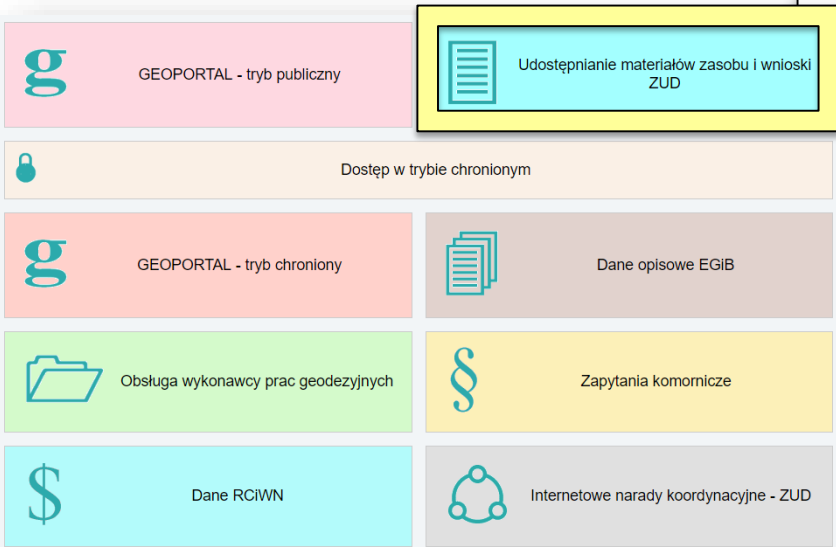 g
GEOPORTAL - tryb publiczny
Udostępnianie materiałów zasobu i wnioski
ZUD
Dostęp w trybie chronionym
g
GEOPORTAL - tryb chroniony
Dane opisowe EGiB
Obsługa wykonawcy prac geodezyjnych
§
Zapytania komornicze
$
Dane RCiWN
Internetowe narady koordynacyjne - ZUD